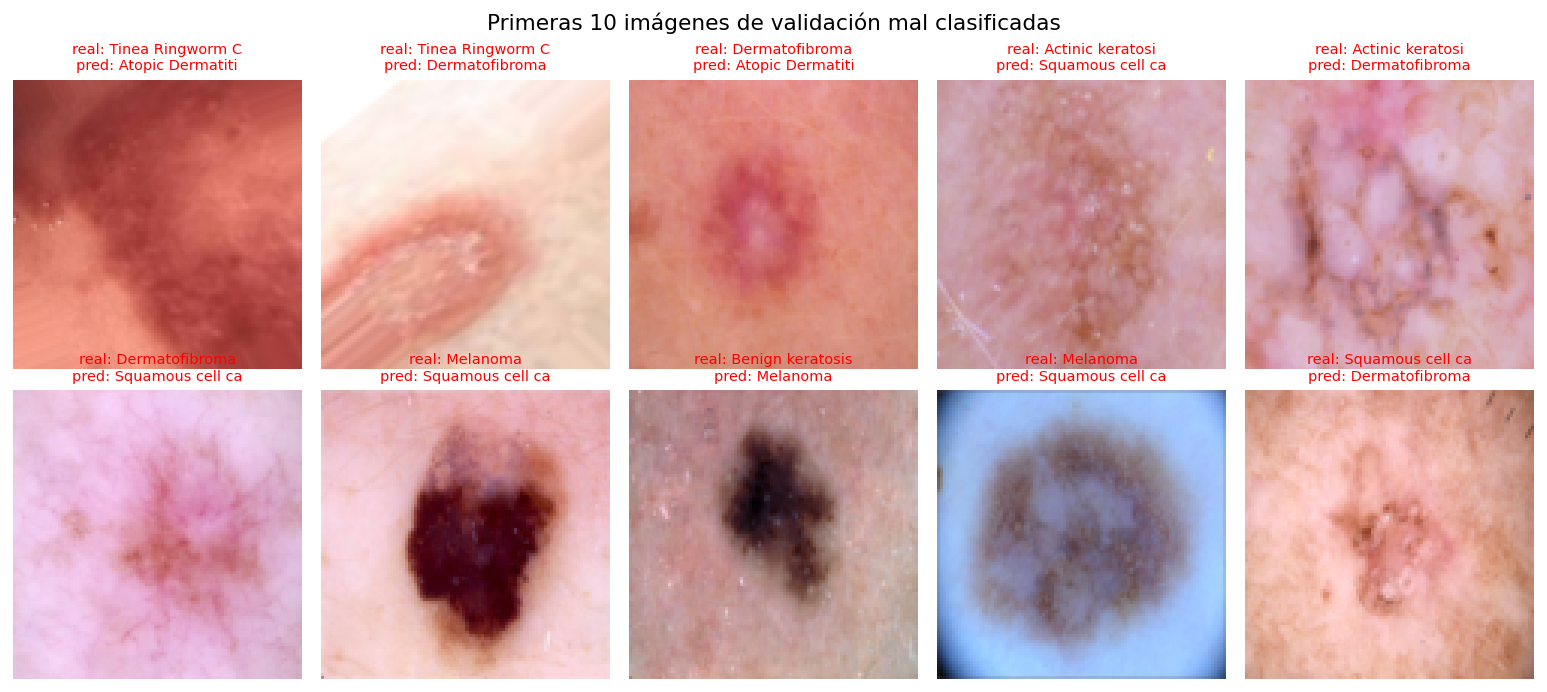 Primeras 10 imágenes de validación mal clasificadas
real: Tinea Ringworm C
pred: Atopic Dermatiti
real: Tinea Ringworm C
pred: Dermatofibroma
real: Dermatofibroma
pred: Atopic Dermatiti
real: Actinic keratosi
pred: Squamous cell ca
real: Actinic keratosi
pred: Dermatofibroma
real: Dermatofibroma
pred: Squamous cell ca
real: Melanoma
pred: Squamous cell ca
real: Benign keratosis
pred: Melanoma
real: Melanoma
pred: Squamous cell ca
real: Squamous cell ca
pred: Dermatofibroma